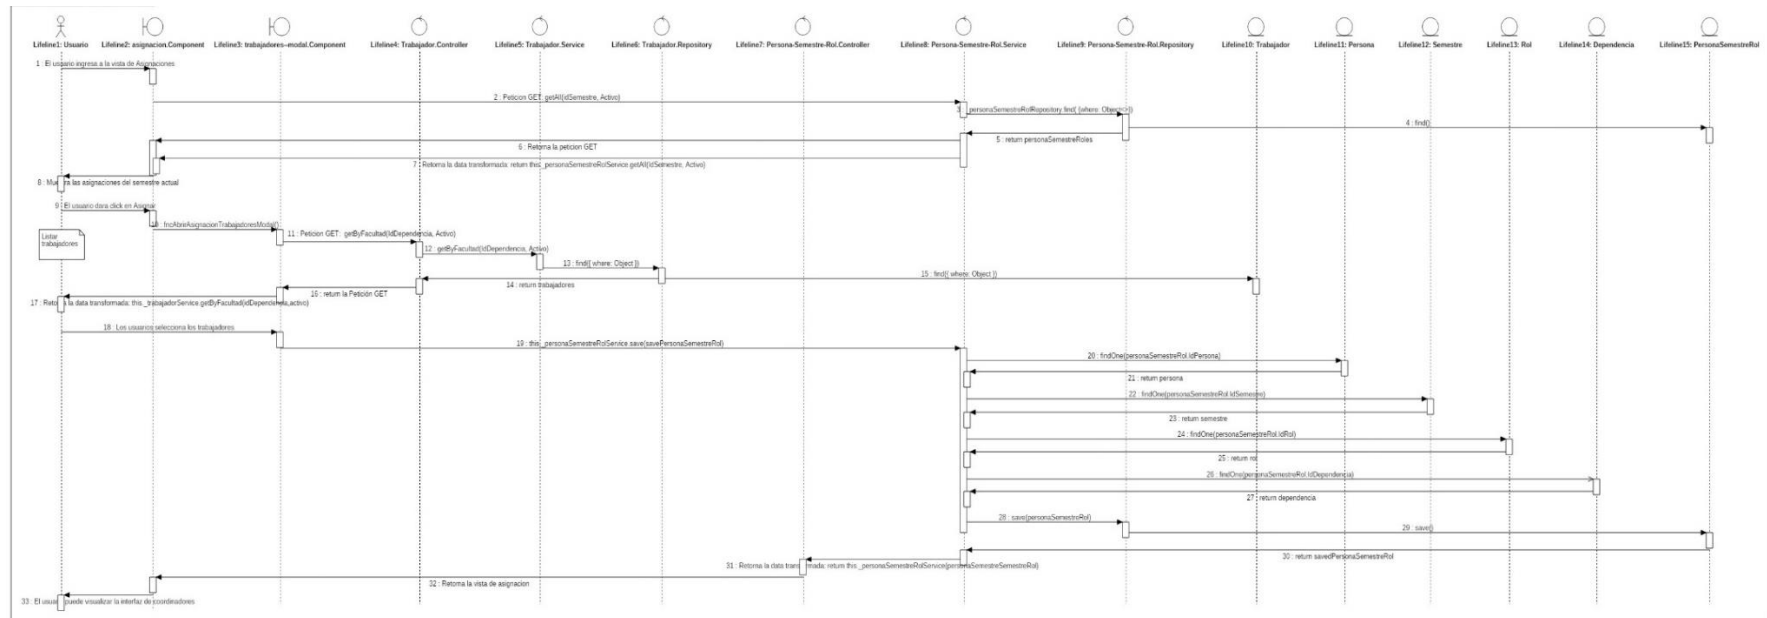 Lifeline1: Usuario
Lifeline2: asignacion.Component
Lifeline3: trabajadores-modal.Component
Lifeline4: Trabajador.Controller
Lifeline5: Trabajador.Service
Lifeline6: Trabajador.Repository
Lifeline7: Persona-Semestre-Rol.Controller
Lifeline8: Persona-Semestre-Rol.Service
Lifeline9: Persona-Semestre-Rol.Repository
Lifeline10: Trabajador
Lifeline11: Persona
Lifeline12: Semestre
Lifeline13: Rol
Lifeline14: Dependencia
Lifeline15: PersonaSemestreRol
1 : El usuario ingresa a la vista de Asignaciones
2 : Peticion GET: getAll(idSemestre, Activo)
3 : personaSemestreRolRepository.find( {where: Object<>})
4 : find()
5 : return personaSemestreRoles
6 : Retorna la peticion GET
7 : Retorna la data transformada: return this._personaSemestreRolService.getAll(idSemestre, Activo)
8 : Muestra las asignaciones del semestre actual
9 : El usuario dara click en Asignar
10 : fncAbrirAsignacionTrabajadoresModal()
Listar
trabajadores
11 : Peticion GET: getByFacultad(IdDependencia, Activo)
12 : getByFacultad(IdDependencia, Activo)
13 : find({ where: Object })
15 : find({ where: Object })
14 : return trabajadores
16 : return la Petición GET
17 : Retorna la data transformada: this._trabajadorService.getByFacultad(idDependencia,activo)
18 : Los usuarios selecciona los trabajadores
19 : this._personaSemestreRolService.save(savePersonaSemestreRol)
20 : findOne(personaSemestreRol.IdPersona)
21 : return persona
22 : findOne(personaSemestreRol.IdSemestre)
23 : return semestre
24 : findOne(personaSemestreRol.IdRol)
25 : return rol
26 : findOne(personaSemestreRol.IdDependencia)
27 : return dependencia
28 : save(personaSemestreRol)
29 : save()
30 : return savedPersonaSemestreRol
31 : Retorna la data transformada: return this._personaSemestreRolService(personaSemestreSemestreRol)
32 : Retorna la vista de asignacion
33 : El usuario puede visualizar la interfaz de coordinadores